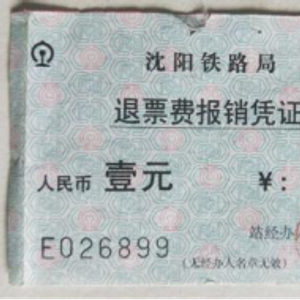 沈阳铁路局
退票费报销凭证
人民币 壹元 ¥:
站经办
E026899
(无经办人名章无效)